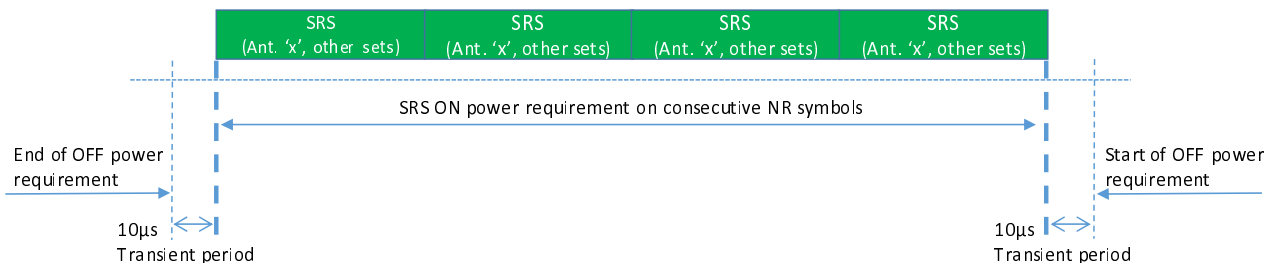 SRS
(Ant. ‘x’, other sets)
SRS
(Ant. ‘x’, other sets)
SRS
(Ant. ‘x’, other sets)
SRS
(Ant. ‘x’, other sets)
SRS ON power requirement on consecutive NR symbols
End of OFF power
requirement
Start of OFF power
requirement
10µs
Transient period
10µs
Transient period